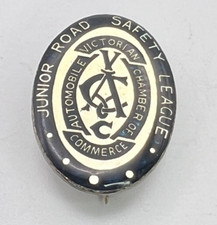 JUNIOR ROAD SAFETY LEAGUE
VICTORIAN
AUTOMOBILE
CHAMBER OF
COMMERCE
VACC